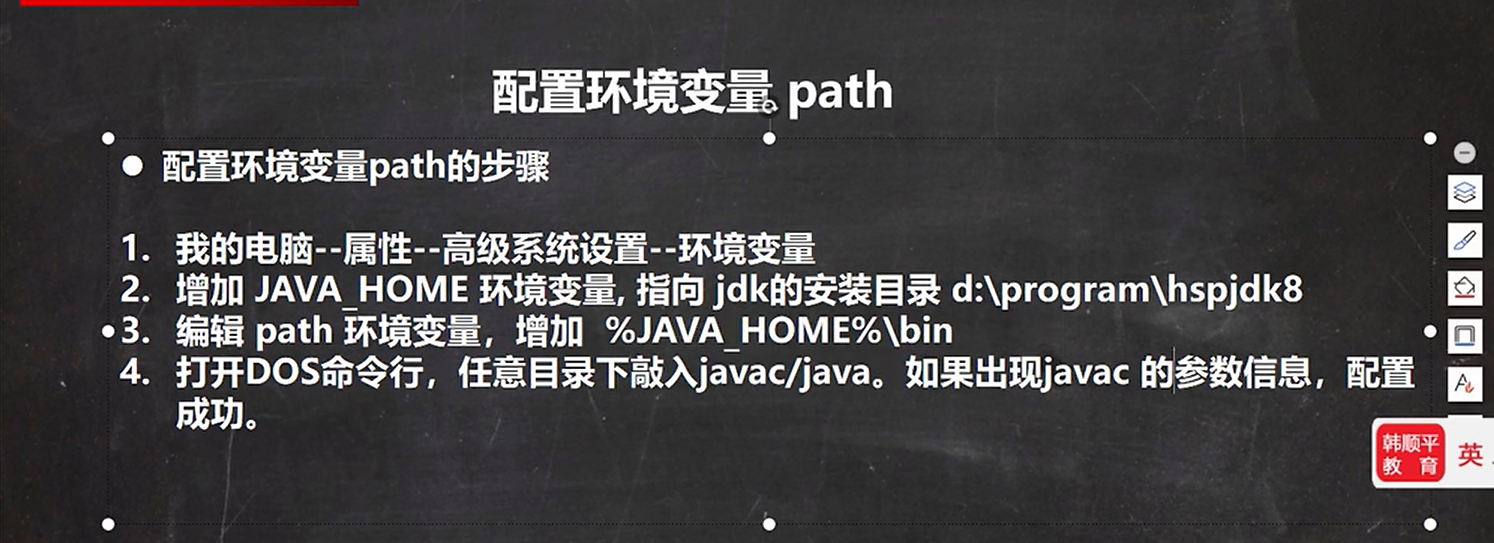 配置环境变量 path
● 配置环境变量path的步骤
1. 我的电脑--属性--高级系统设置--环境变量
2. 增加 JAVA_HOME 环境变量, 指向 jdk的安装目录 d:\program\hspjdk8
3. 编辑 path 环境变量，增加 %JAVA_HOME%\bin
4. 打开DOS命令行，任意目录下敲入javac/java。如果出现javac 的参数信息，配置
成功。
韩顺平
教 育
英